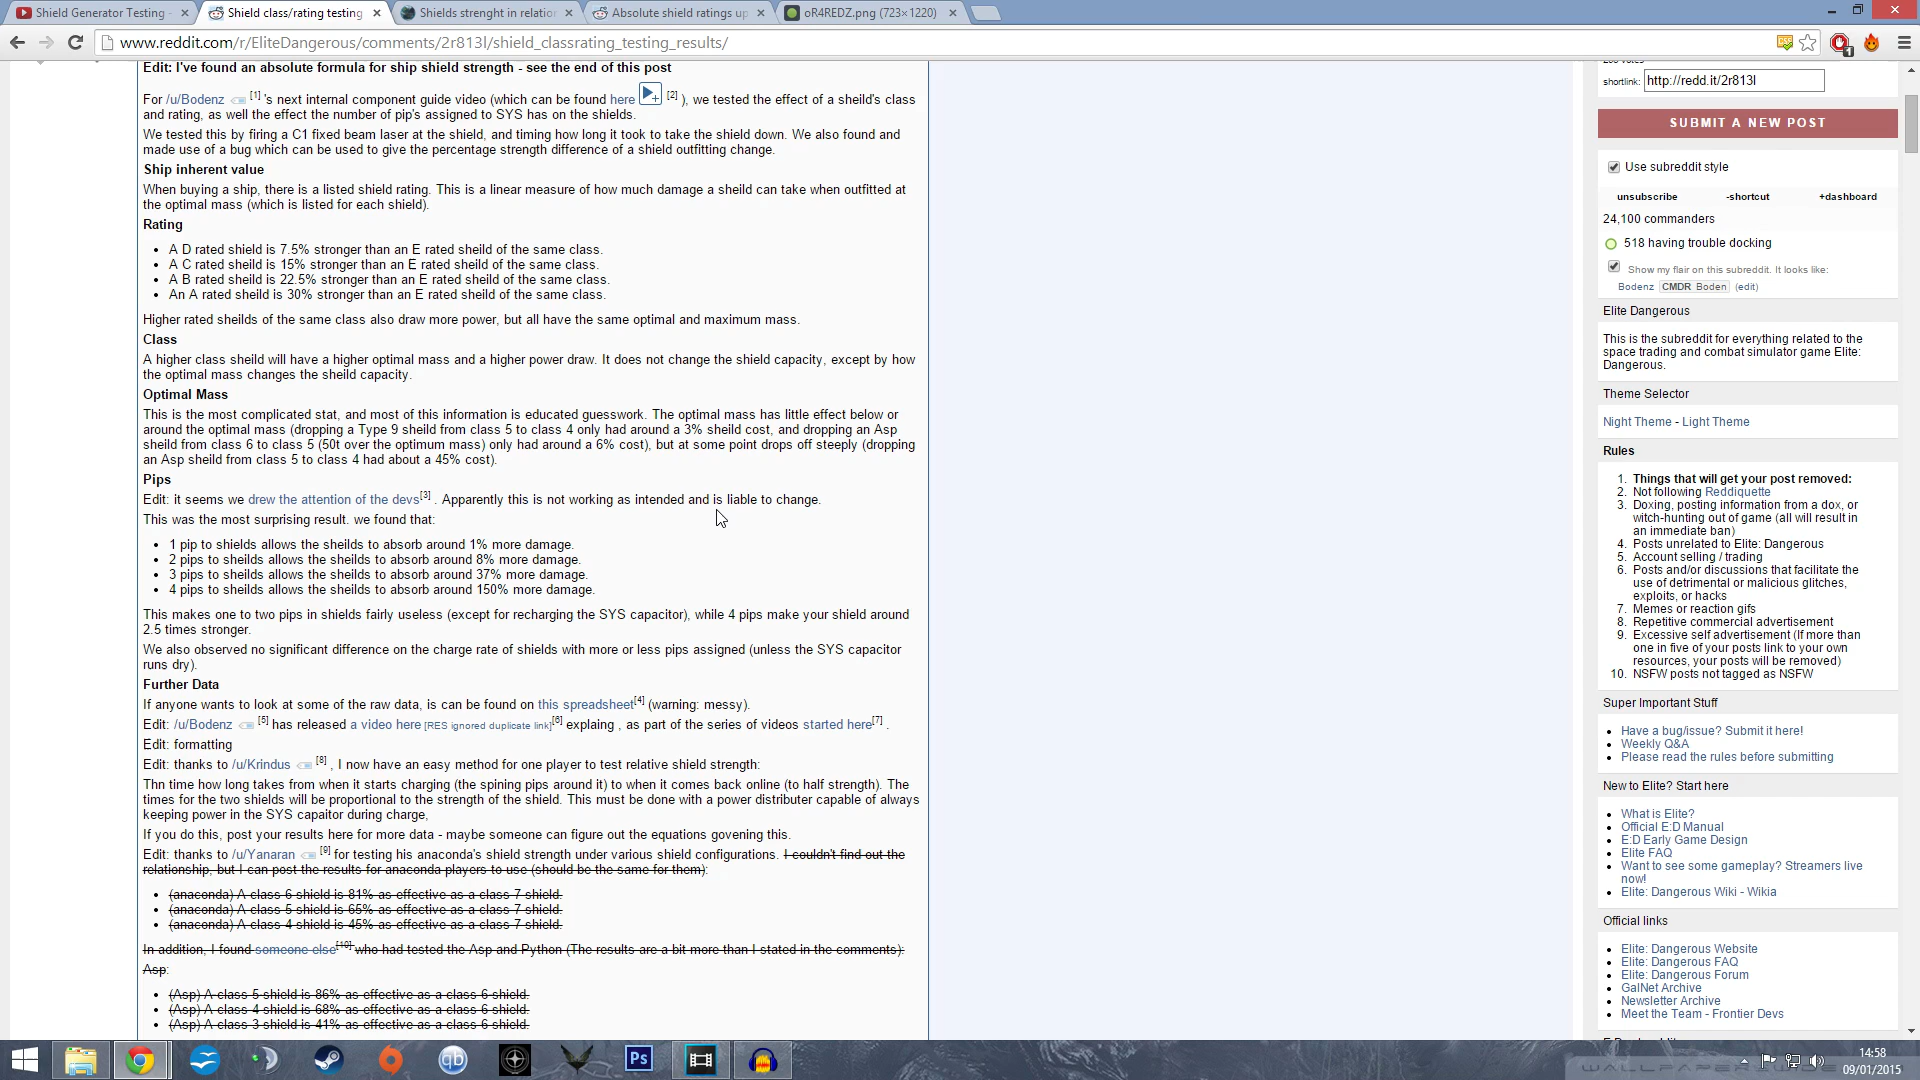 Shield Generator Testing
Shield class/rating testing
Shields strenght in relation
Absolute shield ratings up
oR4REDZ.png (723×1220)
www.reddit.com/r/EliteDangerous/comments/2r813l/shield_classrating_testing_results/
Edit: I've found an absolute formula for ship shield strength - see the end of this post
For /u/Bodenz [1] 's next internal component guide video (which can be found here [2] ), we tested the effect of a sheild's class
and rating, as well the effect the number of pip's assigned to SYS has on the shields.
We tested this by firing a C1 fixed beam laser at the shield, and timing how long it took to take the shield down. We also found and
made use of a bug which can be used to give the percentage strength difference of a shield outfitting change.
Ship inherent value
When buying a ship, there is a listed shield rating. This is a linear measure of how much damage a sheild can take when outfitted at
the optimal mass (which is listed for each shield).
Rating
• A D rated shield is 7.5% stronger than an E rated sheild of the same class.
• A C rated sheild is 15% stronger than an E rated sheild of the same class.
• A B rated sheild is 22.5% stronger than an E rated sheild of the same class.
• An A rated sheild is 30% stronger than an E rated sheild of the same class.
Higher rated sheilds of the same class also draw more power, but all have the same optimal and maximum mass.
Class
A higher class sheild will have a higher optimal mass and a higher power draw. It does not change the shield capacity, except by how
the optimal mass changes the sheild capacity.
Optimal Mass
This is the most complicated stat, and most of this information is educated guesswork. The optimal mass has little effect below or
around the optimal mass (dropping a Type 9 sheild from class 5 to class 4 only had around a 3% sheild cost, and dropping an Asp
sheild from class 6 to class 5 (50t over the optimum mass) only had around a 6% cost), but at some point drops off steeply (dropping
an Asp sheild from class 5 to class 4 had about a 45% cost).
Pips
Edit: it seems we drew the attention of the devs[3] . Apparently this is not working as intended and is liable to change.
This was the most surprising result. we found that:
• 1 pip to shields allows the sheilds to absorb around 1% more damage.
• 2 pips to sheilds allows the sheilds to absorb around 8% more damage.
• 3 pips to sheilds allows the sheilds to absorb around 37% more damage.
• 4 pips to sheilds allows the sheilds to absorb around 150% more damage.
This makes one to two pips in shields fairly useless (except for recharging the SYS capacitor), while 4 pips make your shield around
2.5 times stronger.
We also observed no significant difference on the charge rate of shields with more or less pips assigned (unless the SYS capacitor
runs dry).
Further Data
If anyone wants to look at some of the raw data, is can be found on this spreadsheet[4] (warning: messy).
Edit: /u/Bodenz [5] has released a video here [RES ignored duplicate link][6] explaing , as part of the series of videos started here[7] .
Edit: formatting
Edit: thanks to /u/Krindus [8] , I now have an easy method for one player to test relative shield strength:
Thn time how long takes from when it starts charging (the spining pips around it) to when it comes back online (to half strength). The
times for the two shields will be proportional to the strength of the shield. This must be done with a power distributer capable of always
keeping power in the SYS capaitor during charge,
If you do this, post your results here for more data - maybe someone can figure out the equations govening this.
Edit: thanks to /u/Yanaran [9] for testing his anaconda's shield strength under various shield configurations. I couldn't find out the
relationship, but I can post the results for anaconda players to use (should be the same for them):
• (anaconda) A class 6 shield is 81% as effective as a class 7 shield.
• (anaconda) A class 5 shield is 65% as effective as a class 7 shield.
• (anaconda) A class 4 shield is 45% as effective as a class 7 shield.
In addition, I found someone else[10] who had tested the Asp and Python (The results are a bit more than I stated in the comments):
Asp:
• (Asp) A class 5 shield is 86% as effective as a class 6 shield.
• (Asp) A class 4 shield is 68% as effective as a class 6 shield.
• (Asp) A class 3 shield is 41% as effective as a class 6 shield.
shortlink: http://redd.it/2r813l
SUBMIT A NEW POST
Use subreddit style
unsubscribe -shortcut +dashboard
24,100 commanders
518 having trouble docking
Show my flair on this subreddit. It looks like:
Bodenz CMDR Boden (edit)
Elite Dangerous
This is the subreddit for everything related to the
space trading and combat simulator game Elite:
Dangerous.
Theme Selector
Night Theme - Light Theme
Rules
1. Things that will get your post removed:
2. Not following Reddiquette
3. Doxing, posting information from a dox, or
witch-hunting out of game (all will result in
an immediate ban)
4. Posts unrelated to Elite: Dangerous
5. Account selling / trading
6. Posts and/or discussions that facilitate the
use of detrimental or malicious glitches,
exploits, or hacks
7. Memes or reaction gifs
8. Repetitive commercial advertisement
9. Excessive self advertisement (If more than
one in five of your posts link to your own
resources, your posts will be removed)
10. NSFW posts not tagged as NSFW
Super Important Stuff
• Have a bug/issue? Submit it here!
• Weekly Q&A
• Please read the rules before submitting
New to Elite? Start here
• What is Elite?
• Official E:D Manual
• E:D Early Game Design
• Elite FAQ
• Want to see some gameplay? Streamers live
now!
• Elite: Dangerous Wiki - Wikia
Official links
• Elite: Dangerous Website
• Elite: Dangerous FAQ
• Elite: Dangerous Forum
• GalNet Archive
• Newsletter Archive
• Meet the Team - Frontier Devs
qb
Ps
14:58
09/01/2015